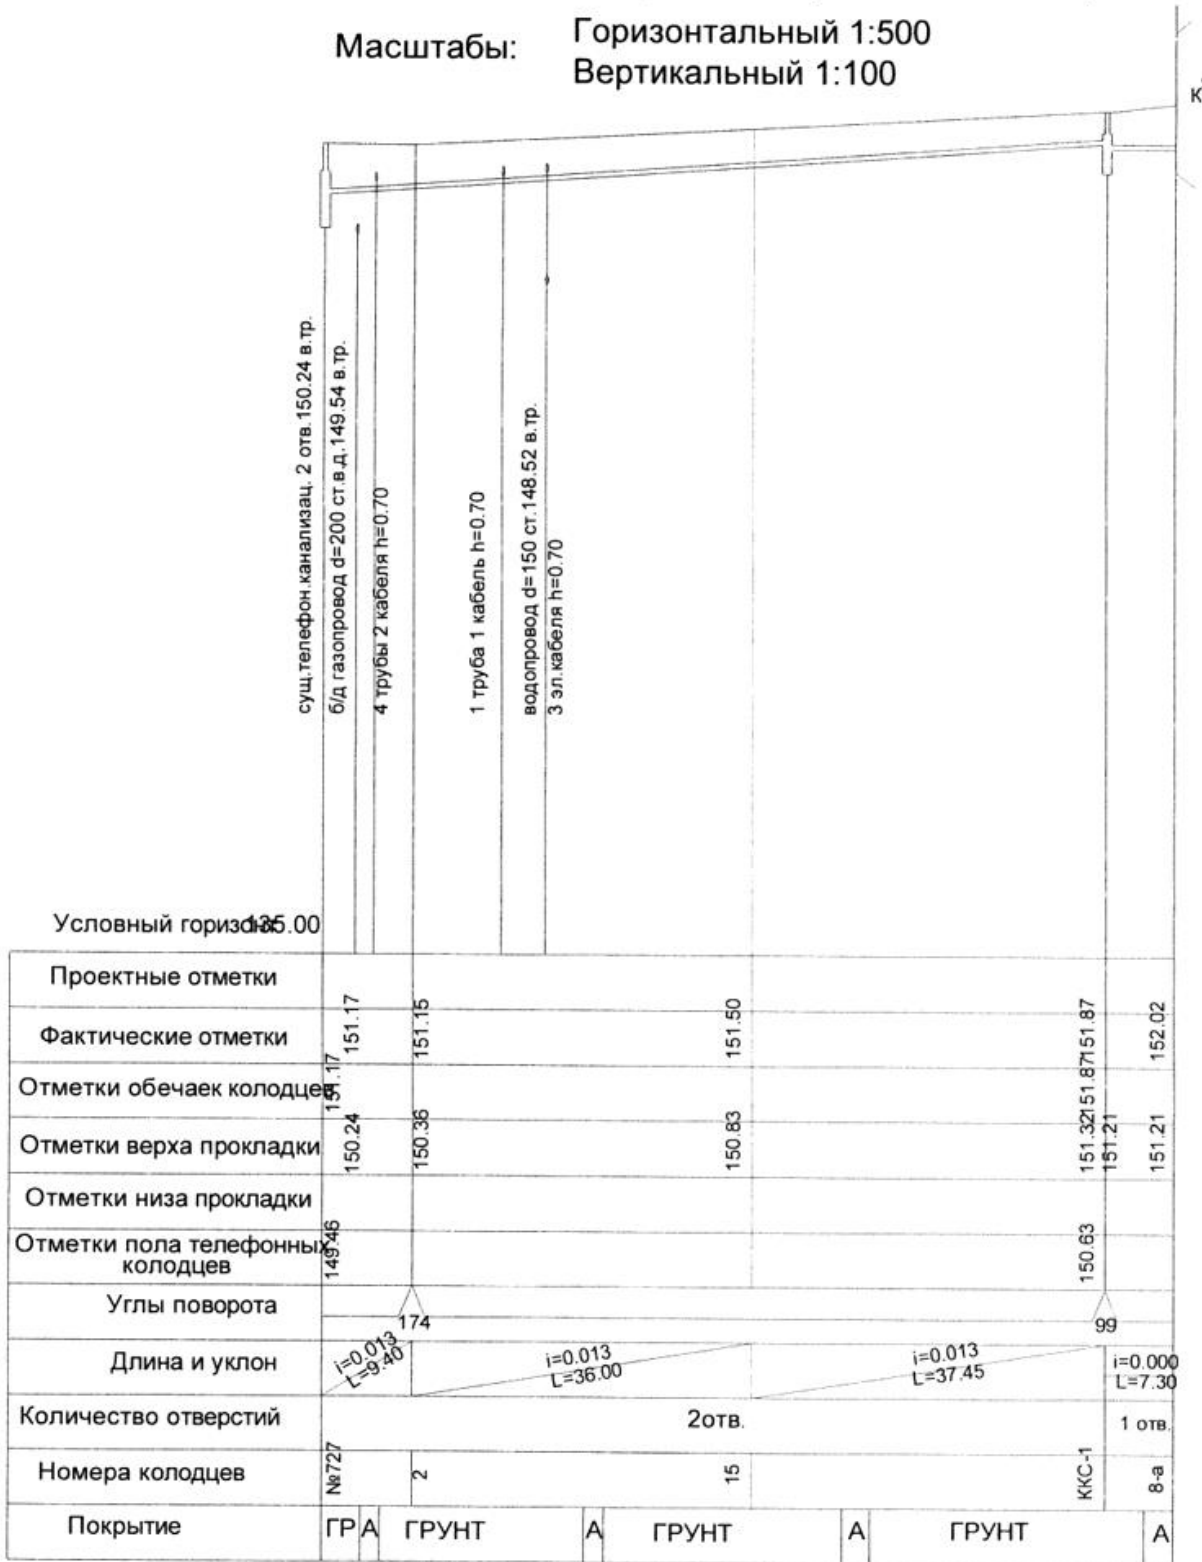 Масштабы:
Горизонтальный 1:500
Вертикальный 1:100
к
сущ.телефон.канализац. 2 отв.150.24 в.тр.
б/д газопровод d=200 ст.в.д.149.54 в.тр.
4 трубы 2 кабеля h=0.70
1 труба 1 кабель h=0.70
водопровод d=150 ст.148.52 в.тр.
3 эл.кабеля h=0.70
Условный горизонт 135.00
Проектные отметки
Фактические отметки
151.17
151.15
151.50
151.87
152.02
Отметки обечаек колодцев
151.17
151.87
Отметки верха прокладки
150.24
150.36
150.83
151.32
151.21
151.21
Отметки низа прокладки
Отметки пола телефонных
колодцев
149.46
150.63
Углы поворота
174
99
Длина и уклон
i=0.013
L=9.40
i=0.013
L=36.00
i=0.013
L=37.45
i=0.000
L=7.30
Количество отверстий
2отв.
1 отв.
Номера колодцев
№727
2
15
ККС-1
8-а
Покрытие
ГР А ГРУНТ А ГРУНТ А ГРУНТ А